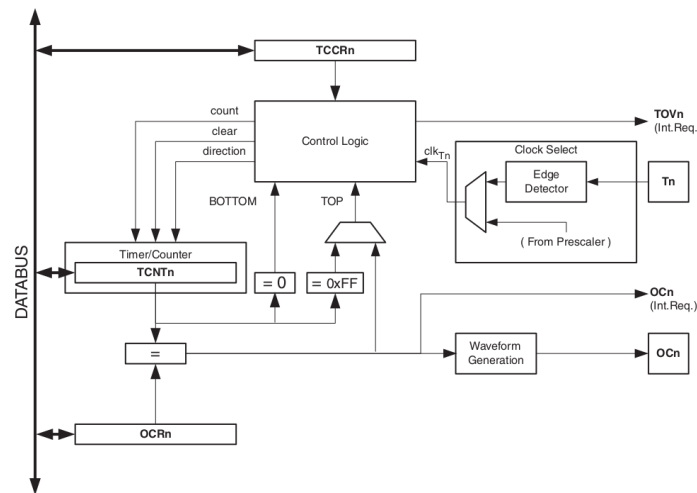 TCCRn
count
clear
direction
Control Logic
TOVn
(Int.Req.)
clkTn
Clock Select
Edge
Detector
Tn
( From Prescaler )
BOTTOM
TOP
Timer/Counter
TCNTn
= 0
= 0xFF
DATABUS
OCn
(Int.Req.)
=
Waveform
Generation
OCn
OCRn